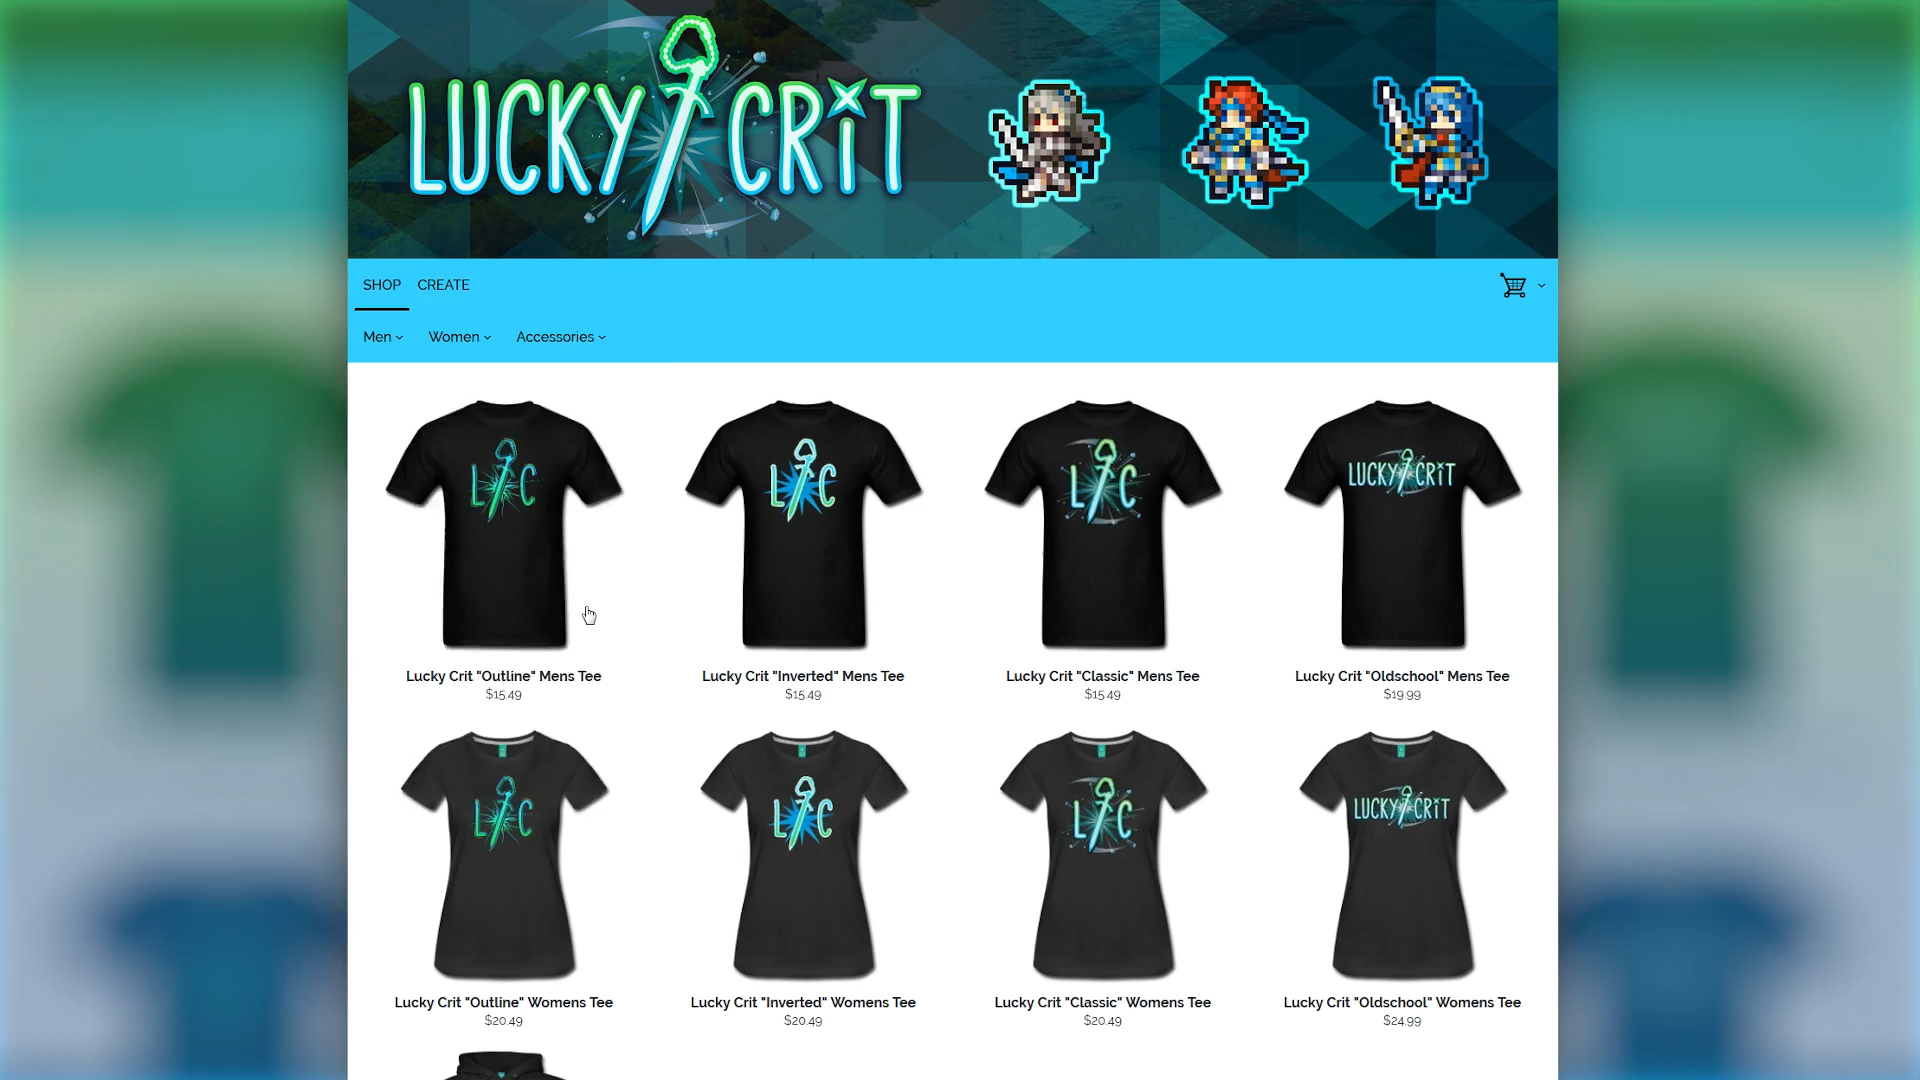 LUCKY CRIT
SHOP CREATE
Men Women Accessories
L C
L C
L C
LUCKY CRIT
Lucky Crit "Outline" Mens Tee
$15.49
Lucky Crit "Inverted" Mens Tee
$15.49
Lucky Crit "Classic" Mens Tee
$15.49
Lucky Crit "Oldschool" Mens Tee
$19.99
L C
L C
L C
LUCKY CRIT
Lucky Crit "Outline" Womens Tee
$20.49
Lucky Crit "Inverted" Womens Tee
$20.49
Lucky Crit "Classic" Womens Tee
$20.49
Lucky Crit "Oldschool" Womens Tee
$24.99